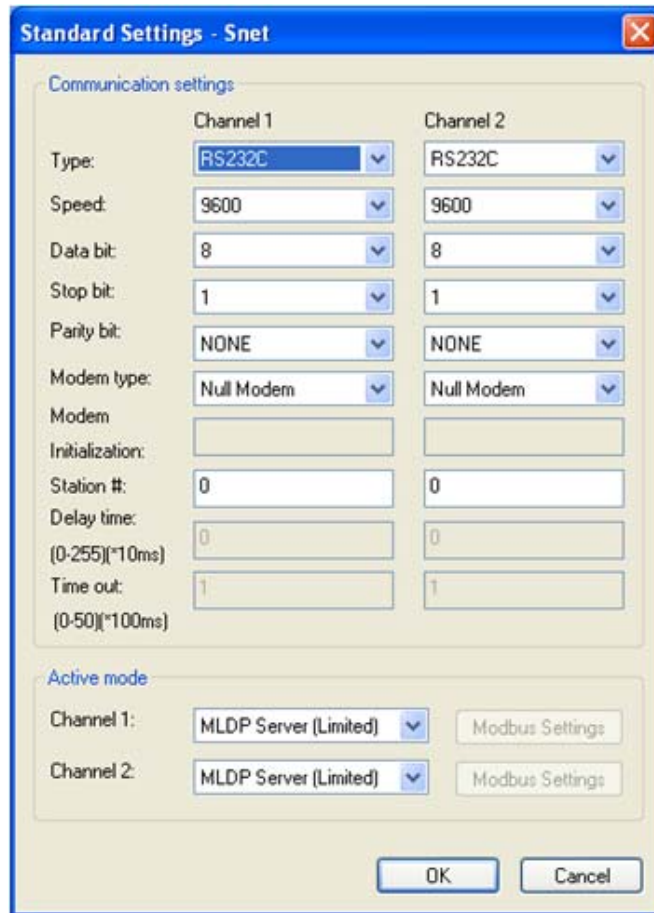 Standard Settings - Snet
Communication settings
Channel 1 Channel 2
Type: RS232C RS232C
Speed: 9600 9600
Data bit: 8 8
Stop bit: 1 1
Parity bit: NONE NONE
Modem type: Null Modem Null Modem
Modem
Initialization:
Station #: 0 0
Delay time:
(0-255)(*10ms) 0 0
Time out: 1 1
(0-50)(*100ms)
Active mode
Channel 1: MLDP Server (Limited) Modbus Settings
Channel 2: MLDP Server (Limited) Modbus Settings
OK Cancel